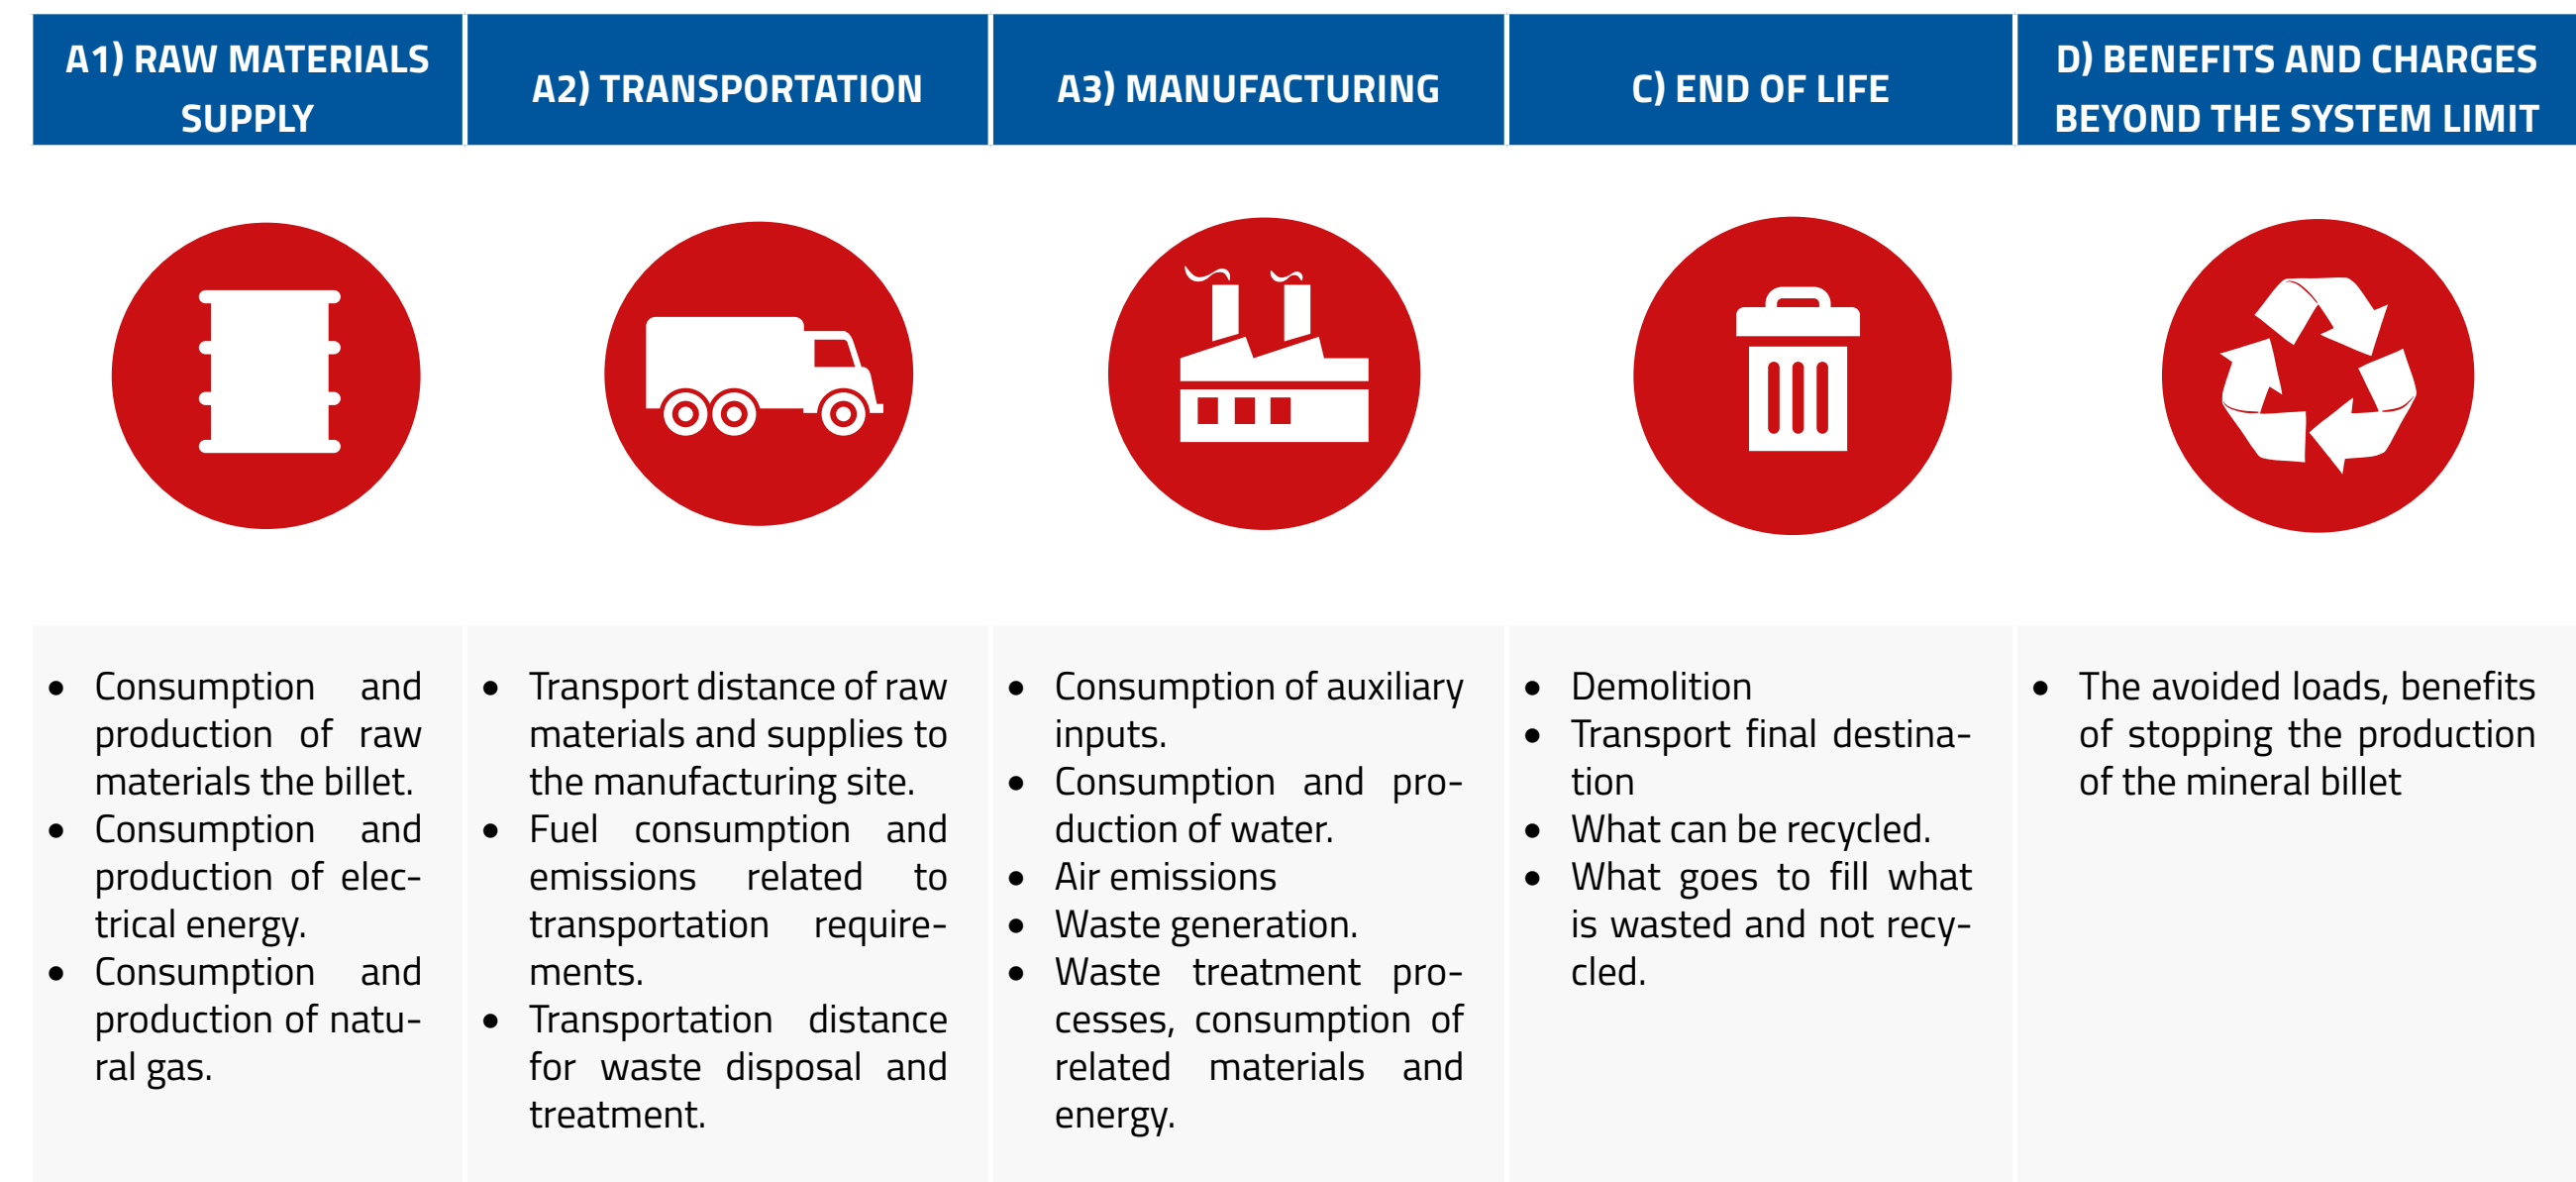 A1) RAW MATERIALS
SUPPLY
A2) TRANSPORTATION
A3) MANUFACTURING
C) END OF LIFE
D) BENEFITS AND CHARGES
BEYOND THE SYSTEM LIMIT
• Consumption and
production of raw
materials the billet.
• Consumption and
production of elec-
trical energy.
• Consumption and
production of natu-
ral gas.
• Transport distance of raw
materials and supplies to
the manufacturing site.
• Fuel consumption and
emissions related to
transportation require-
ments.
• Transportation distance
for waste disposal and
treatment.
• Consumption of auxiliary
inputs.
• Consumption and pro-
duction of water.
• Air emissions
• Waste generation.
• Waste treatment pro-
cesses, consumption of
related materials and
energy.
• Demolition
• Transport final destina-
tion
• What can be recycled.
• What goes to fill what
is wasted and not recy-
cled.
• The avoided loads, benefits
of stopping the production
of the mineral billet